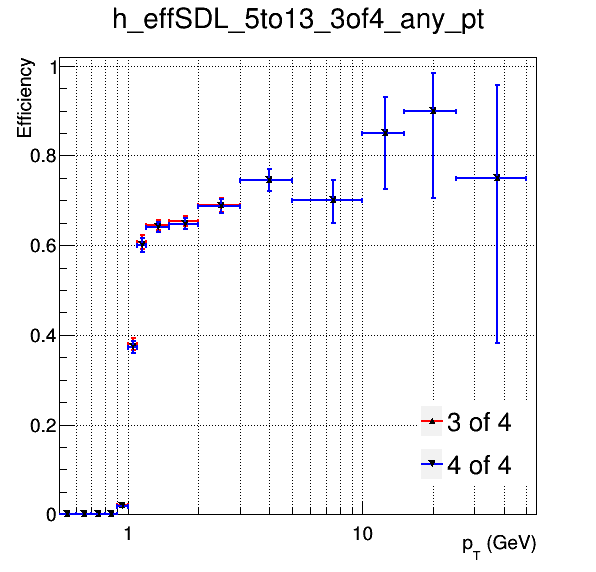 h_effSDL_5to13_3of4_any_pt
Efficiency
1
0.8
0.6
0.4
0.2
0
3 of 4
4 of 4
1
10
pT (GeV)